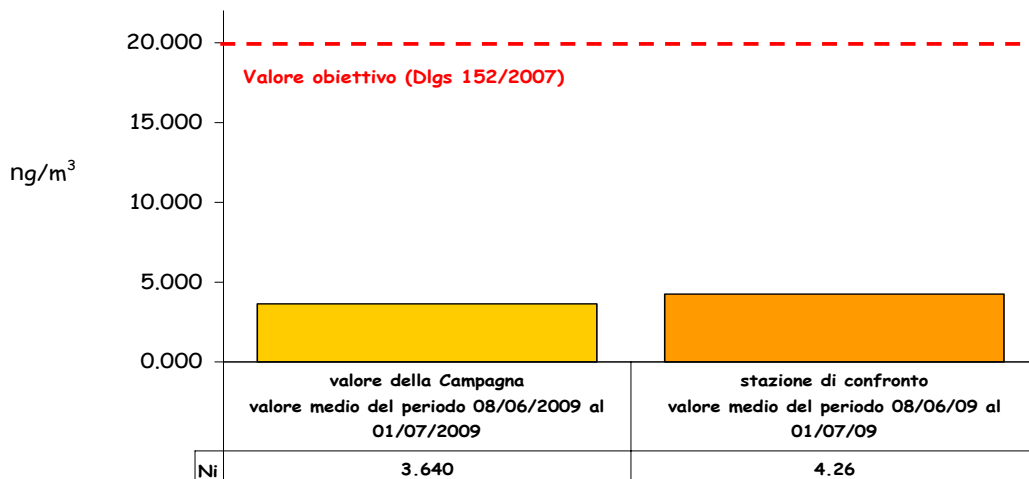 20.000
Valore obiettivo (Dlgs 152/2007)
15.000
ng/m³
10.000
5.000
0.000
valore della Campagna
valore medio del periodo 08/06/2009 al
01/07/2009
stazione di confronto
valore medio del periodo 08/06/09 al
01/07/09
Ni 3.640 4.26